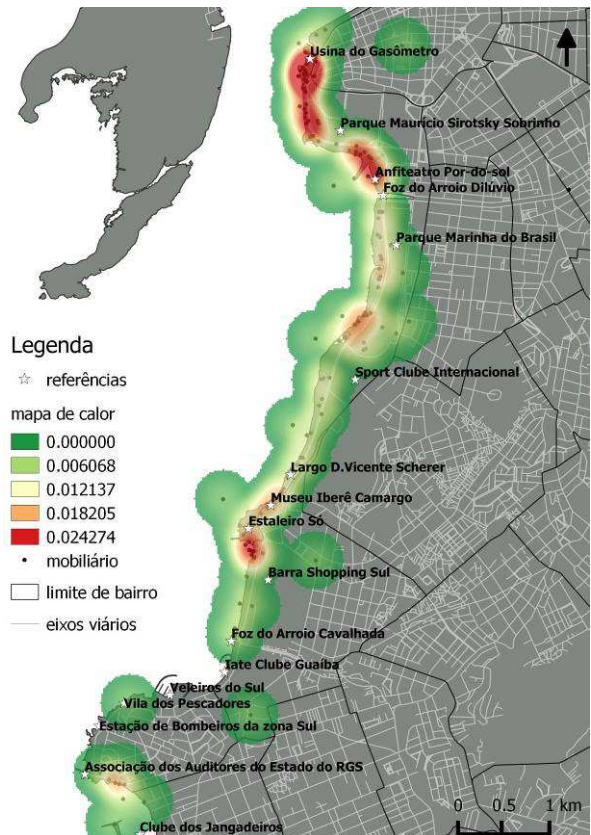 Usina do Gasômetro
Parque Maurício Sirotsky Sobrinho
Anfiteatro Por-do-sol
Foz do Arroio Dilúvio
Parque Marinha do Brasil
Legenda
referências
Sport Clube Internacional
mapa de calor
0.000000
0.006068
0.012137
0.018205
0.024274
mobiliário
limite de bairro
eixos viários
Largo D.Vicente Scherer
Museu Iberê Camargo
Estaleiro Só
Barra Shopping Sul
Foz do Arroio Cavalhada
Iate Clube Guaíba
Veleiros do Sul
Vila dos Pescadores
Estação de Bombeiros da zona Sul
Associação dos Auditores do Estado do RGS
0 0.5 1 km
Clube dos Jangadeiros